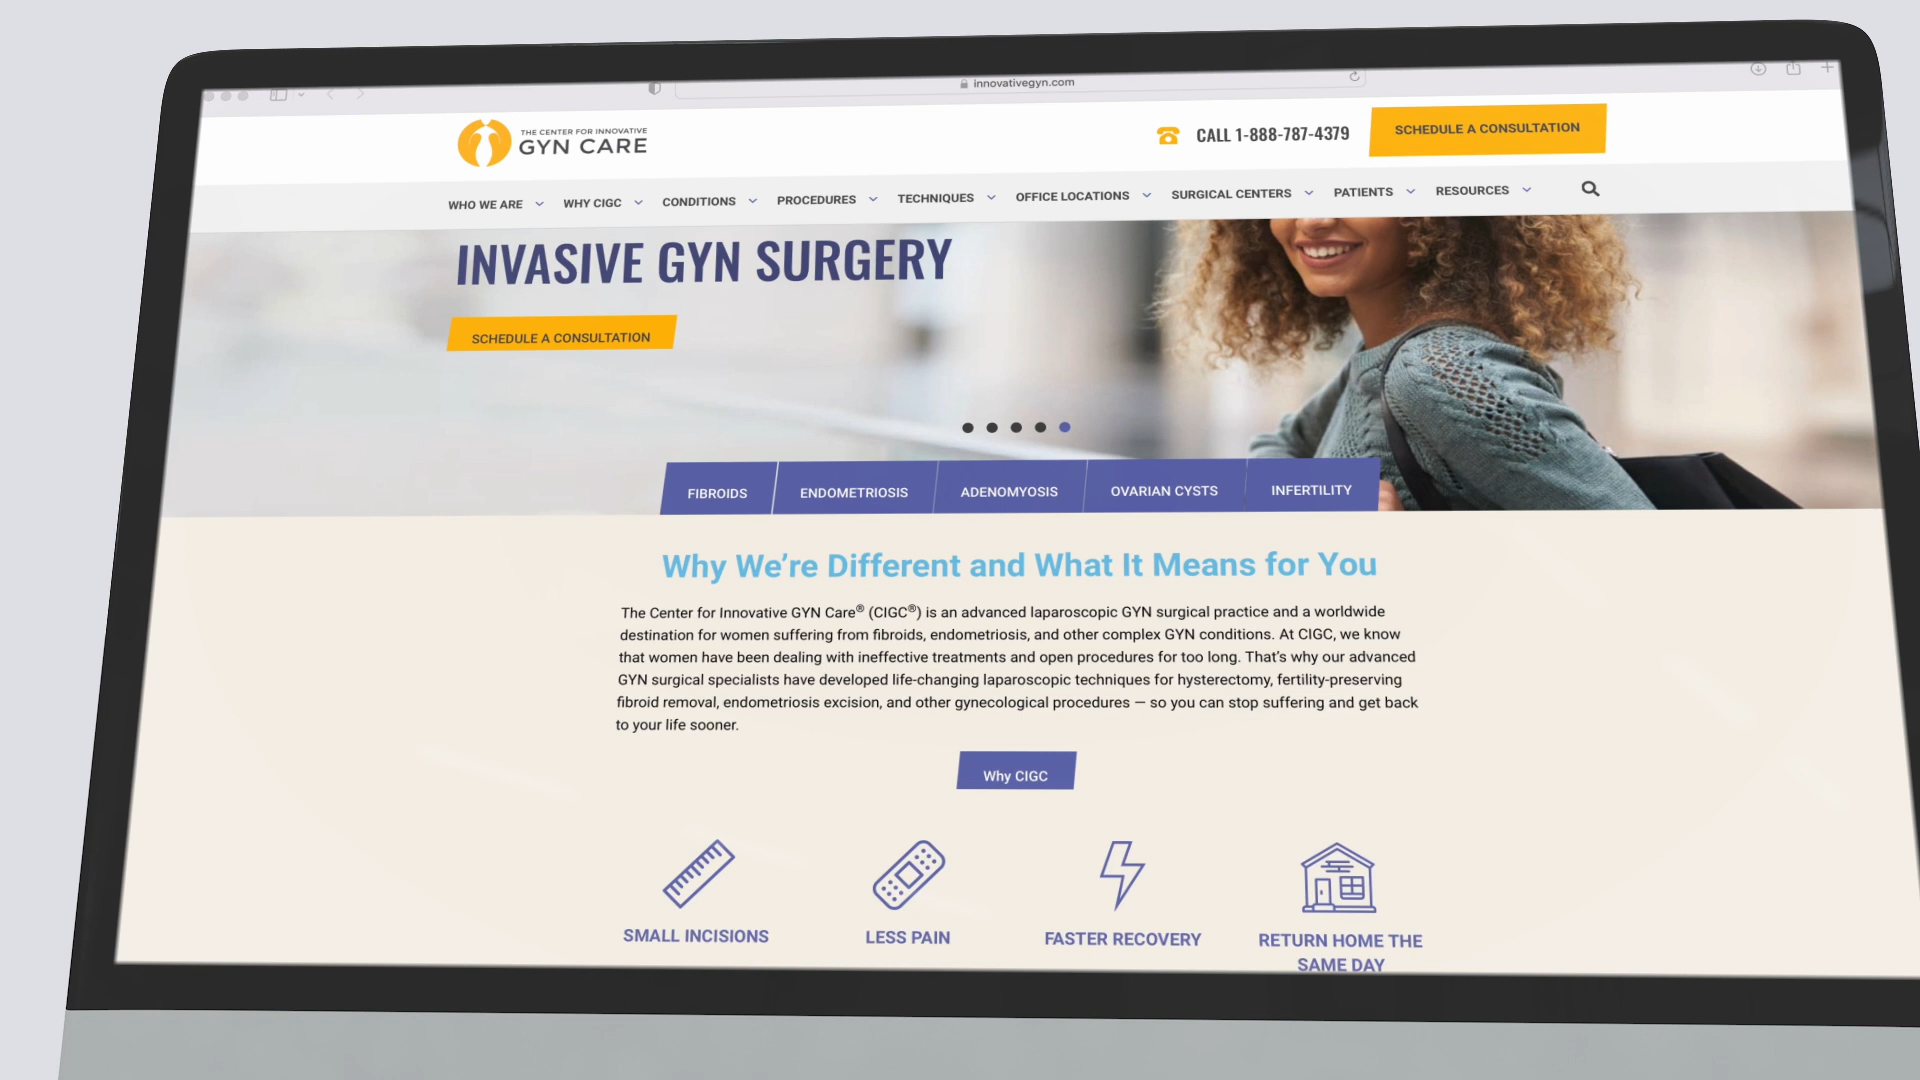 innovativegyn.com
THE CENTER FOR INNOVATIVE
GYN CARE
CALL 1-888-787-4379
SCHEDULE A CONSULTATION
WHO WE ARE
WHY CIGC
CONDITIONS
PROCEDURES
TECHNIQUES
OFFICE LOCATIONS
SURGICAL CENTERS
PATIENTS
RESOURCES
INVASIVE GYN SURGERY
SCHEDULE A CONSULTATION
FIBROIDS
ENDOMETRIOSIS
ADENOMYOSIS
OVARIAN CYSTS
INFERTILITY
Why We’re Different and What It Means for You
The Center for Innovative GYN Care® (CIGC®) is an advanced laparoscopic GYN surgical practice and a worldwide
destination for women suffering from fibroids, endometriosis, and other complex GYN conditions. At CIGC, we know
that women have been dealing with ineffective treatments and open procedures for too long. That’s why our advanced
GYN surgical specialists have developed life-changing laparoscopic techniques for hysterectomy, fertility-preserving
fibroid removal, endometriosis excision, and other gynecological procedures — so you can stop suffering and get back
to your life sooner.
Why CIGC
SMALL INCISIONS
LESS PAIN
FASTER RECOVERY
RETURN HOME THE
SAME DAY